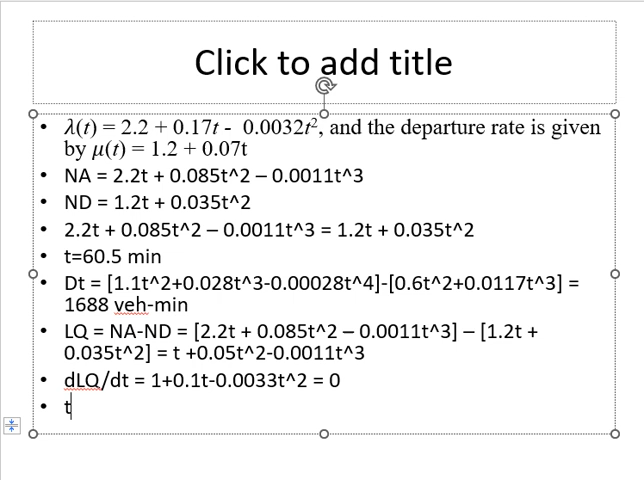 Click to add title
• λ(t) = 2.2 + 0.17t - 0.0032t², and the departure rate is given
by μ(t) = 1.2 + 0.07t
• NA = 2.2t + 0.085t^2 – 0.0011t^3
• ND = 1.2t + 0.035t^2
• 2.2t + 0.085t^2 – 0.0011t^3 = 1.2t + 0.035t^2
• t=60.5 min
• Dt = [1.1t^2+0.028t^3-0.00028t^4]-[0.6t^2+0.0117t^3] =
1688 veh-min
• LQ = NA-ND = [2.2t + 0.085t^2 – 0.0011t^3] – [1.2t +
0.035t^2] = t +0.05t^2-0.0011t^3
• dLQ/dt = 1+0.1t-0.0033t^2 = 0
• t